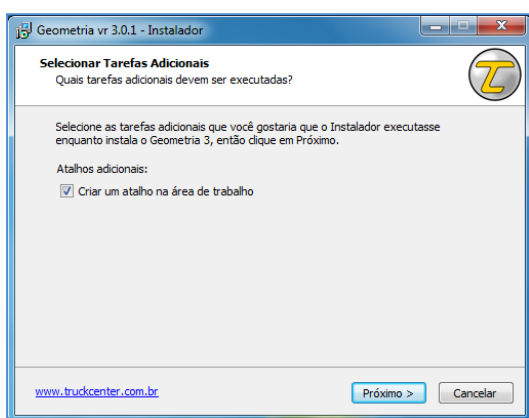 Geometria vr 3.0.1 - Instalador
Selecionar Tarefas Adicionais
Quais tarefas adicionais devem ser executadas?
Selecione as tarefas adicionais que você gostaria que o Instalador executasse
enquanto instala o Geometria 3, então clique em Próximo.
Atalhos adicionais:
Criar um atalho na área de trabalho
www.truckcenter.com.br
Próximo >
Cancelar